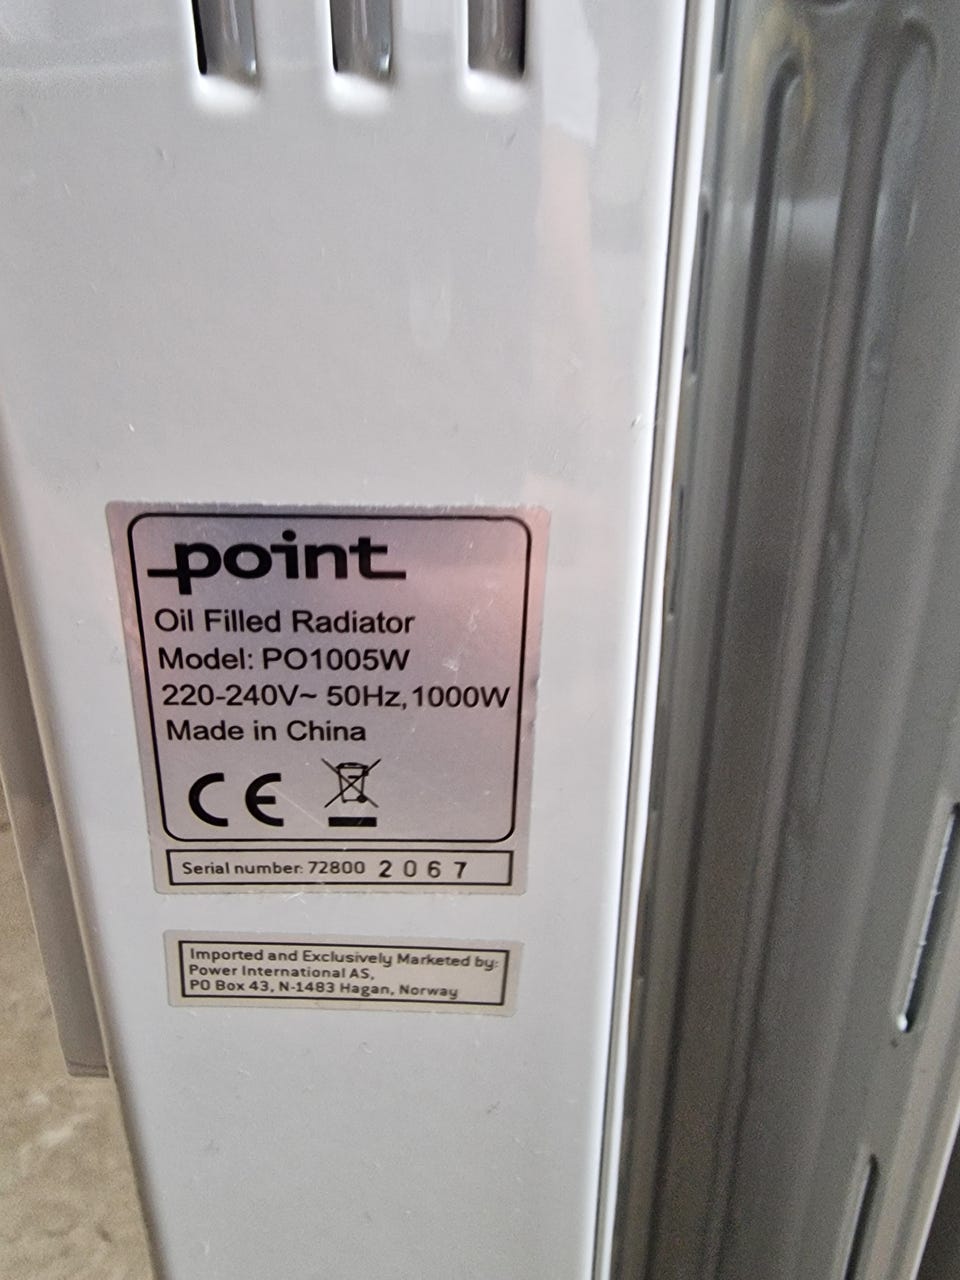 point
Oil Filled Radiator
Model: PO1005W
220-240V~ 50Hz,1000W
Made in China
CE
Serial number: 72800 2067
Imported and Exclusively Marketed by:
Power International AS,
PO Box 43, N-1483 Hagan, Norway